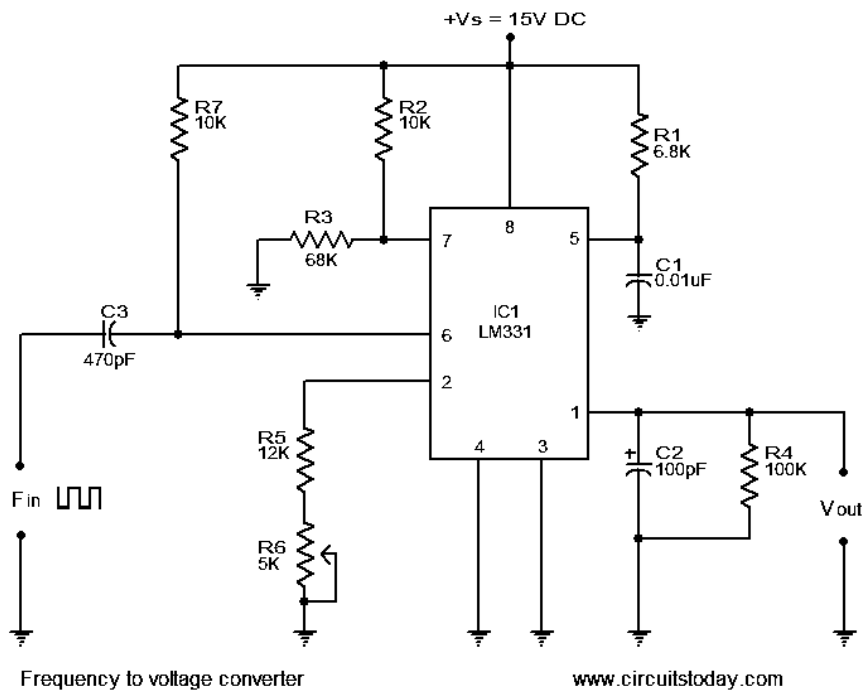 +Vs = 15V DC
R7
10K
R2
10K
R1
6.8K
R3
68K
7
8
5
C1
0.01uF
IC1
LM331
C3
470pF
6
2
1
R5
12K
4
3
+
C2
100pF
R4
100K
Fin
Vout
R6
5K
Frequency to voltage converter
www.circuitstoday.com